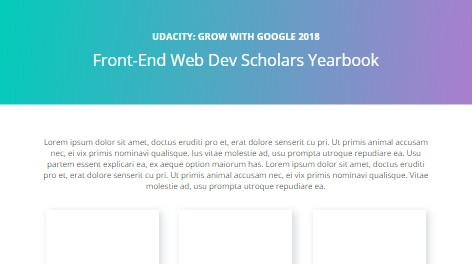 UDACITY: GROW WITH GOOGLE 2018
Front-End Web Dev Scholars Yearbook
Lorem ipsum dolor sit amet, doctus eruditi pro et, erat dolore senserit cu pri. Ut primis animal accusam
nec, ei vix primis nominavi qualisque. Ius vitae molestie ad, usu prompta utroque repudiare ea. Usu
partem essent explicari ea, ex eaque option maiorum has. Lorem ipsum dolor sit amet, doctus eruditi
pro et, erat dolore senserit cu pri. Ut primis animal accusam nec, ei vix primis nominavi qualisque. Vitae
molestie ad, usu prompta utroque repudiare ea.